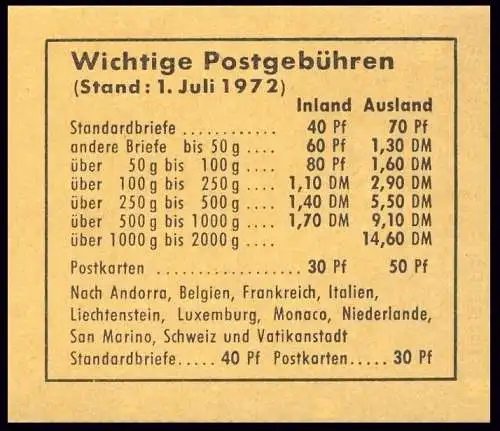 Wichtige Postgebühren
(Stand: 1. Juli 1972)
Inland Ausland
Standardbriefe ............ 40 Pf 70 Pf
andere Briefe bis 50 g .... 60 Pf 1,30 DM
über 50 g bis 100 g .... 80 Pf 1,60 DM
über 100 g bis 250 g .... 1,10 DM 2,90 DM
über 250 g bis 500 g .... 1,40 DM 5,50 DM
über 500 g bis 1000 g .... 1,70 DM 9,10 DM
über 1000 g bis 2000 g .... 14,60 DM
Postkarten .................. 30 Pf 50 Pf
Nach Andorra, Belgien, Frankreich, Italien,
Liechtenstein, Luxemburg, Monaco, Niederlande,
San Marino, Schweiz und Vatikanstadt
Standardbriefe..... 40 Pf Postkarten.... 30 Pf